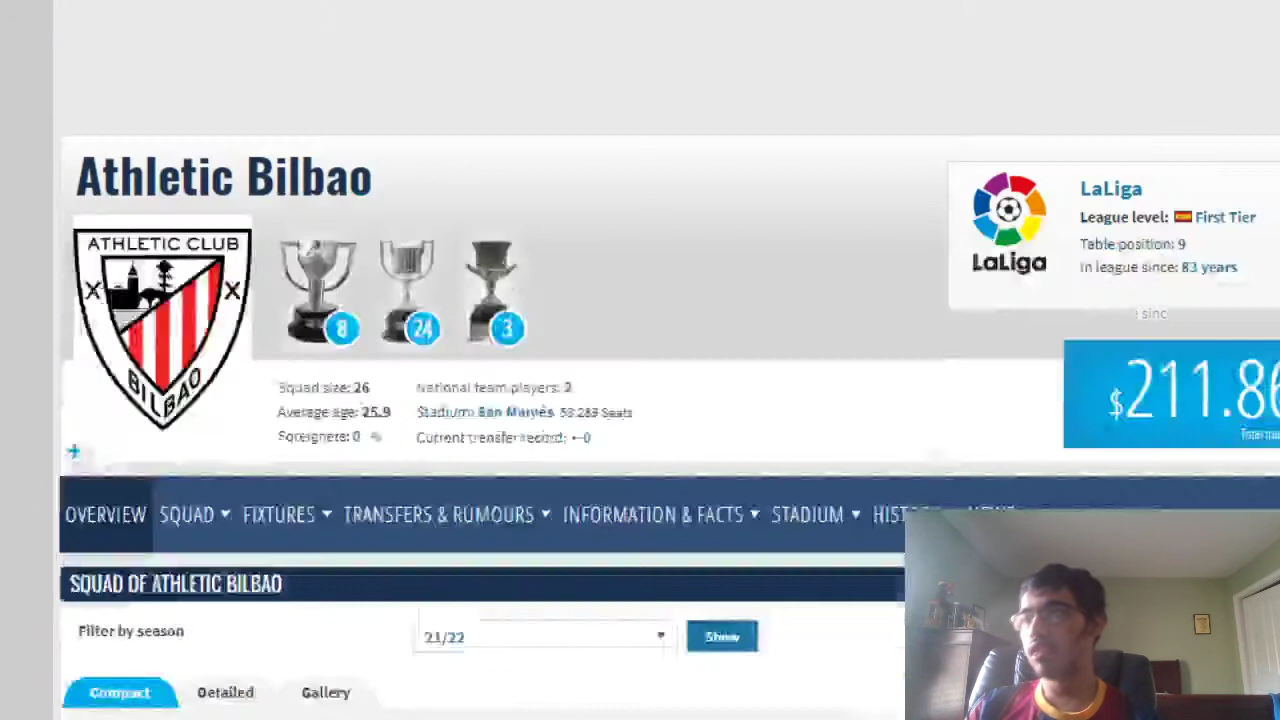 Athletic Bilbao
ATHLETIC CLUB
BILBAO
8
24
3
LaLiga
LaLiga
League level: First Tier
Table position: 9
In league since: 83 years
sinc
Squad size: 26
Average age: 25.9
0
National team players:
Stadium: San Mamés 53.289 Seats
Current transfer record: +-0
$211.86
OVERVIEW SQUAD FIXTURES TRANSFERS & RUMOURS INFORMATION & FACTS STADIUM
SQUAD OF ATHLETIC BILBAO
Filter by season
21/22
Show
Compact Detailed Gallery